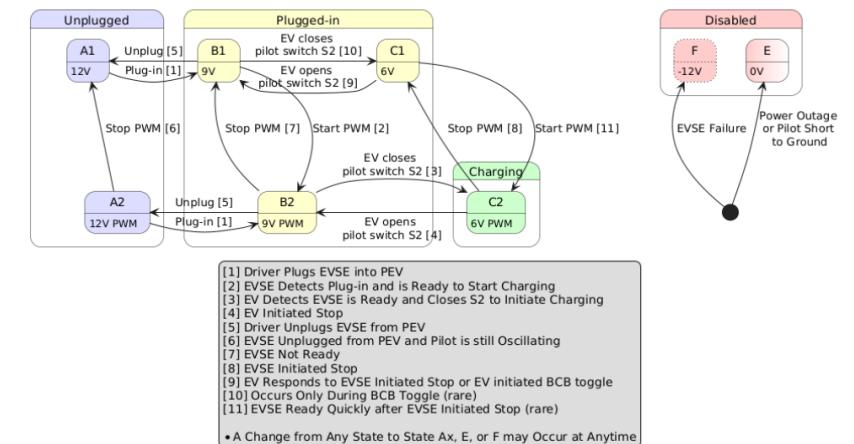 Unplugged
Plugged-in
Disabled
A1
12V
Unplug [5]
Plug-in [1]
B1
9V
EV closes
pilot switch S2 [10]
EV opens
pilot switch S2 [9]
C1
6V
F
-12V
E
0V
Stop PWM [6]
Stop PWM [7]
Start PWM [2]
Stop PWM [8]
Start PWM [11]
EVSE Failure
Power Outage
or Pilot Short
to Ground
EV closes
pilot switch S2 [3]
Charging
A2
12V PWM
Unplug [5]
Plug-in [1]
B2
9V PWM
EV opens
pilot switch S2 [4]
C2
6V PWM
[1] Driver Plugs EVSE into PEV
[2] EVSE Detects Plug-in and is Ready to Start Charging
[3] EV Detects EVSE is Ready and Closes S2 to Initiate Charging
[4] EV Initiated Stop
[5] Driver Unplugs EVSE from PEV
[6] EVSE Unplugged from PEV and Pilot is still Oscillating
[7] EVSE Not Ready
[8] EVSE Initiated Stop
[9] EV Responds to EVSE Initiated Stop or EV initiated BCB toggle
[10] Occurs Only During BCB Toggle (rare)
[11] EVSE Ready Quickly after EVSE Initiated Stop (rare)
• A Change from Any State to State Ax, E, or F may Occur at Anytime